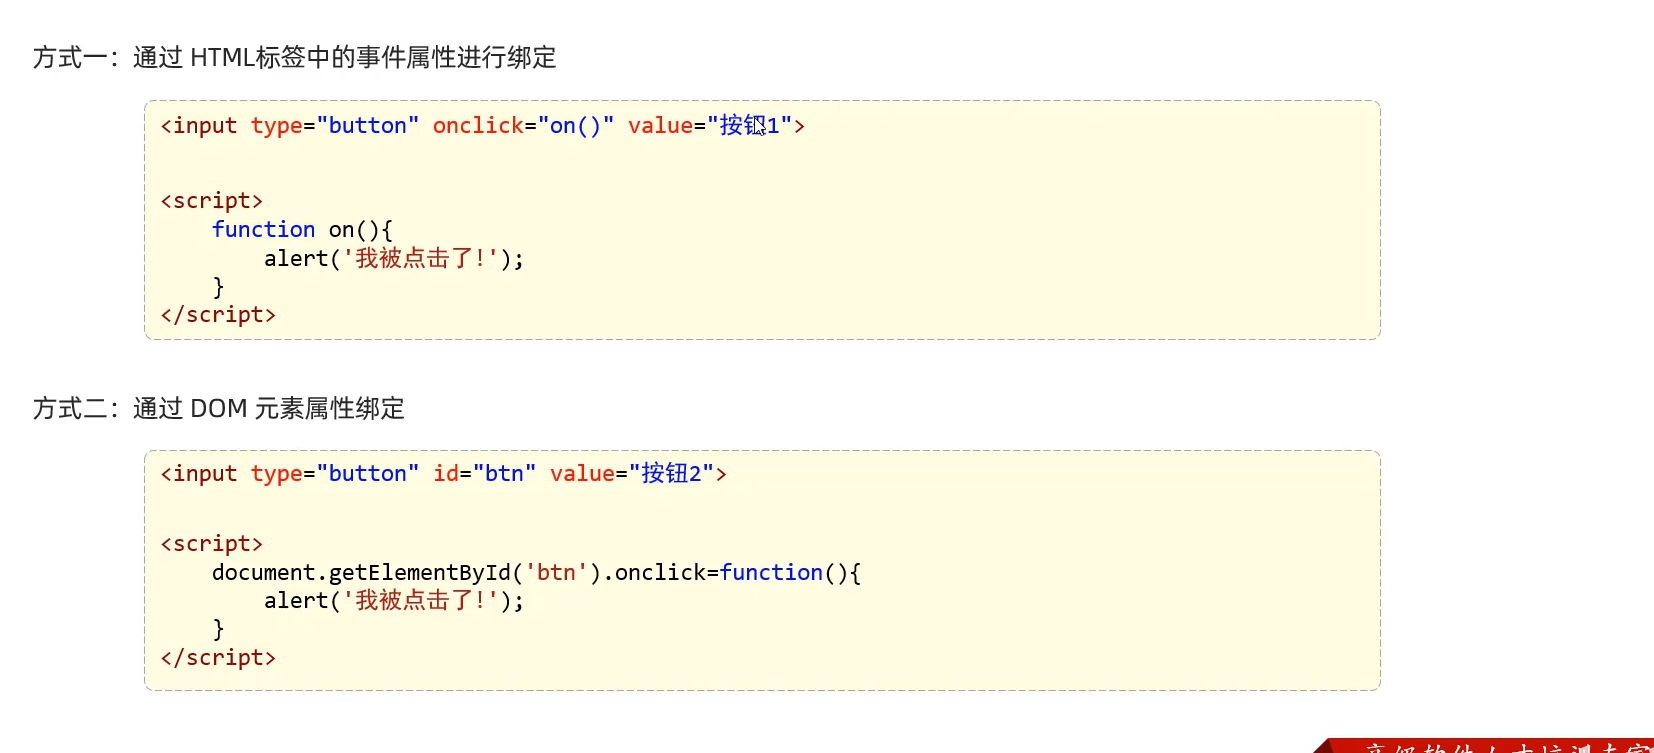 方式一：通过 HTML标签中的事件属性进行绑定
<input type="button" onclick="on()" value="按钮1">
<script>
    function on(){
        alert('我被点击了!');
    }
</script>
方式二：通过 DOM 元素属性绑定
<input type="button" id="btn" value="按钮2">
<script>
    document.getElementById('btn').onclick=function(){
        alert('我被点击了!');
    }
</script>